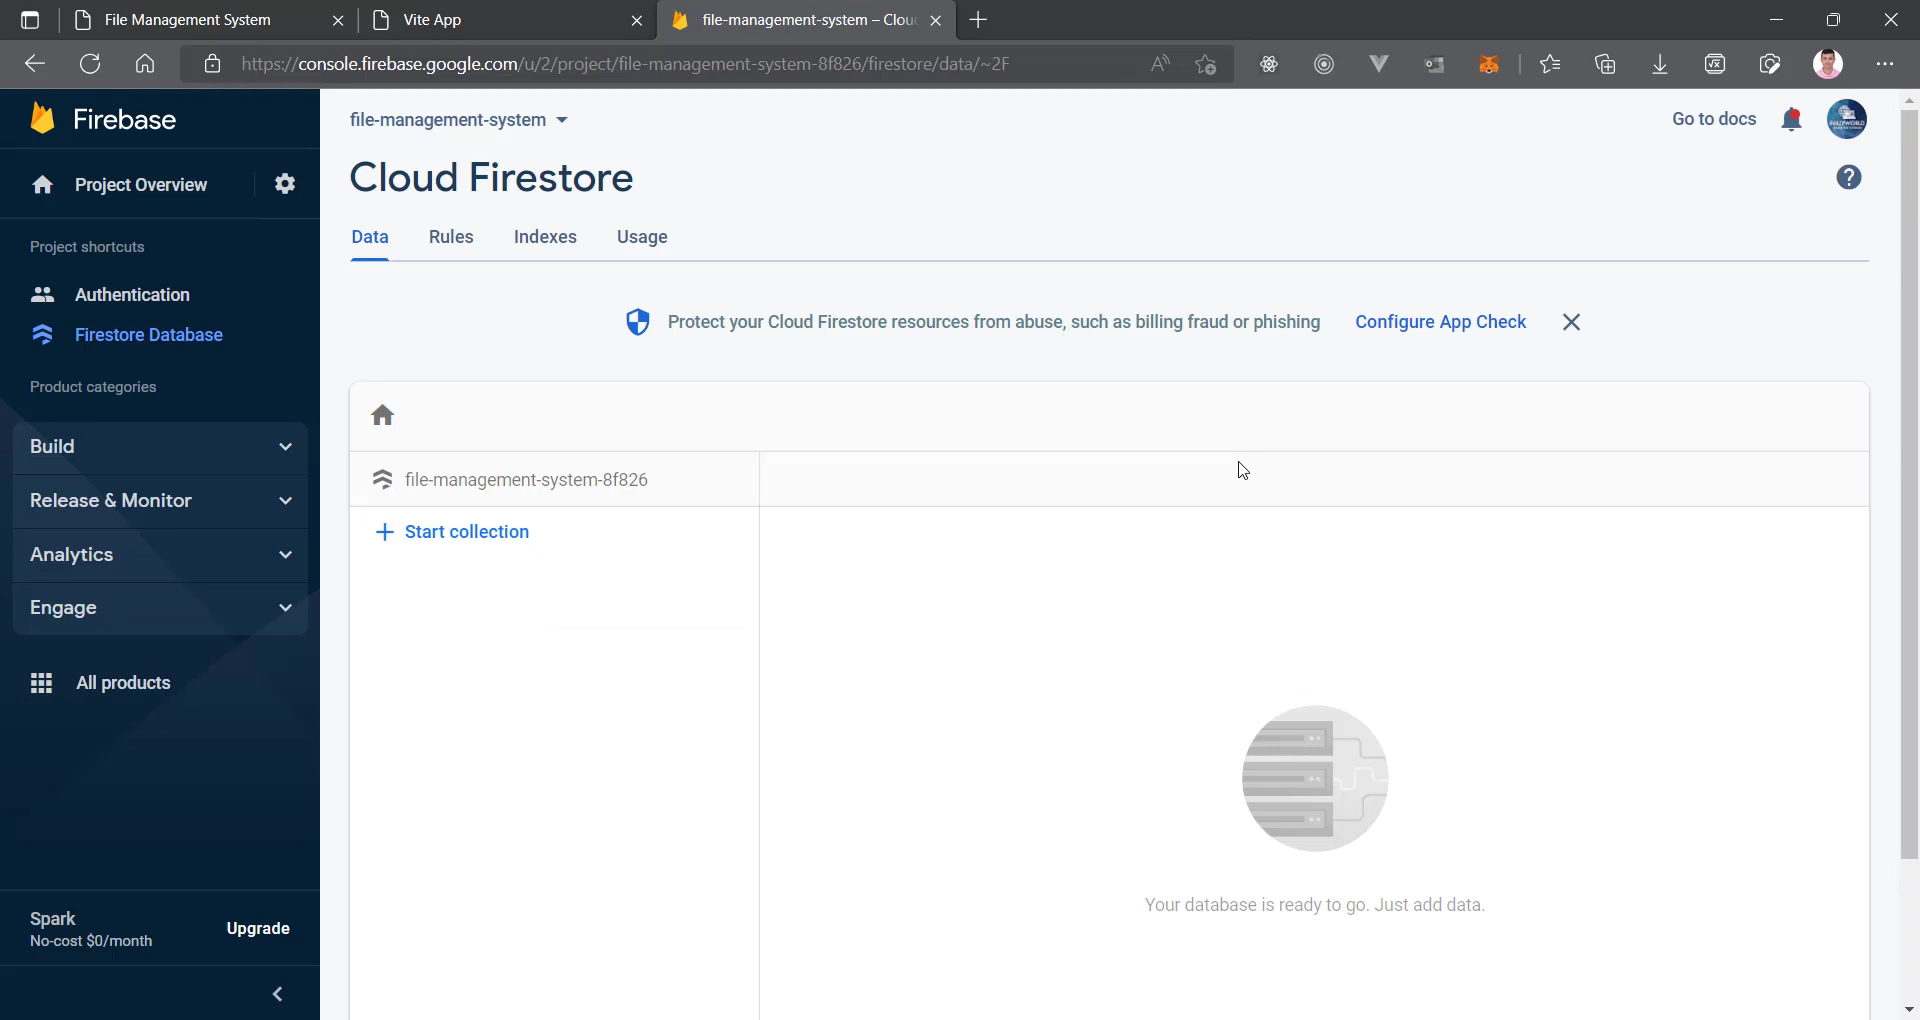 File Management System
Vite App
file-management-system – Clou
https://console.firebase.google.com/u/2/project/file-management-system-8f826/firestore/data/~2F
Firebase
file-management-system
Go to docs
Project Overview
Cloud Firestore
Data Rules Indexes Usage
Project shortcuts
Authentication
Firestore Database
Protect your Cloud Firestore resources from abuse, such as billing fraud or phishing
Configure App Check
Product categories
Build
Release & Monitor
Analytics
Engage
All products
file-management-system-8f826
Start collection
Your database is ready to go. Just add data.
Spark
No-cost $0/month
Upgrade